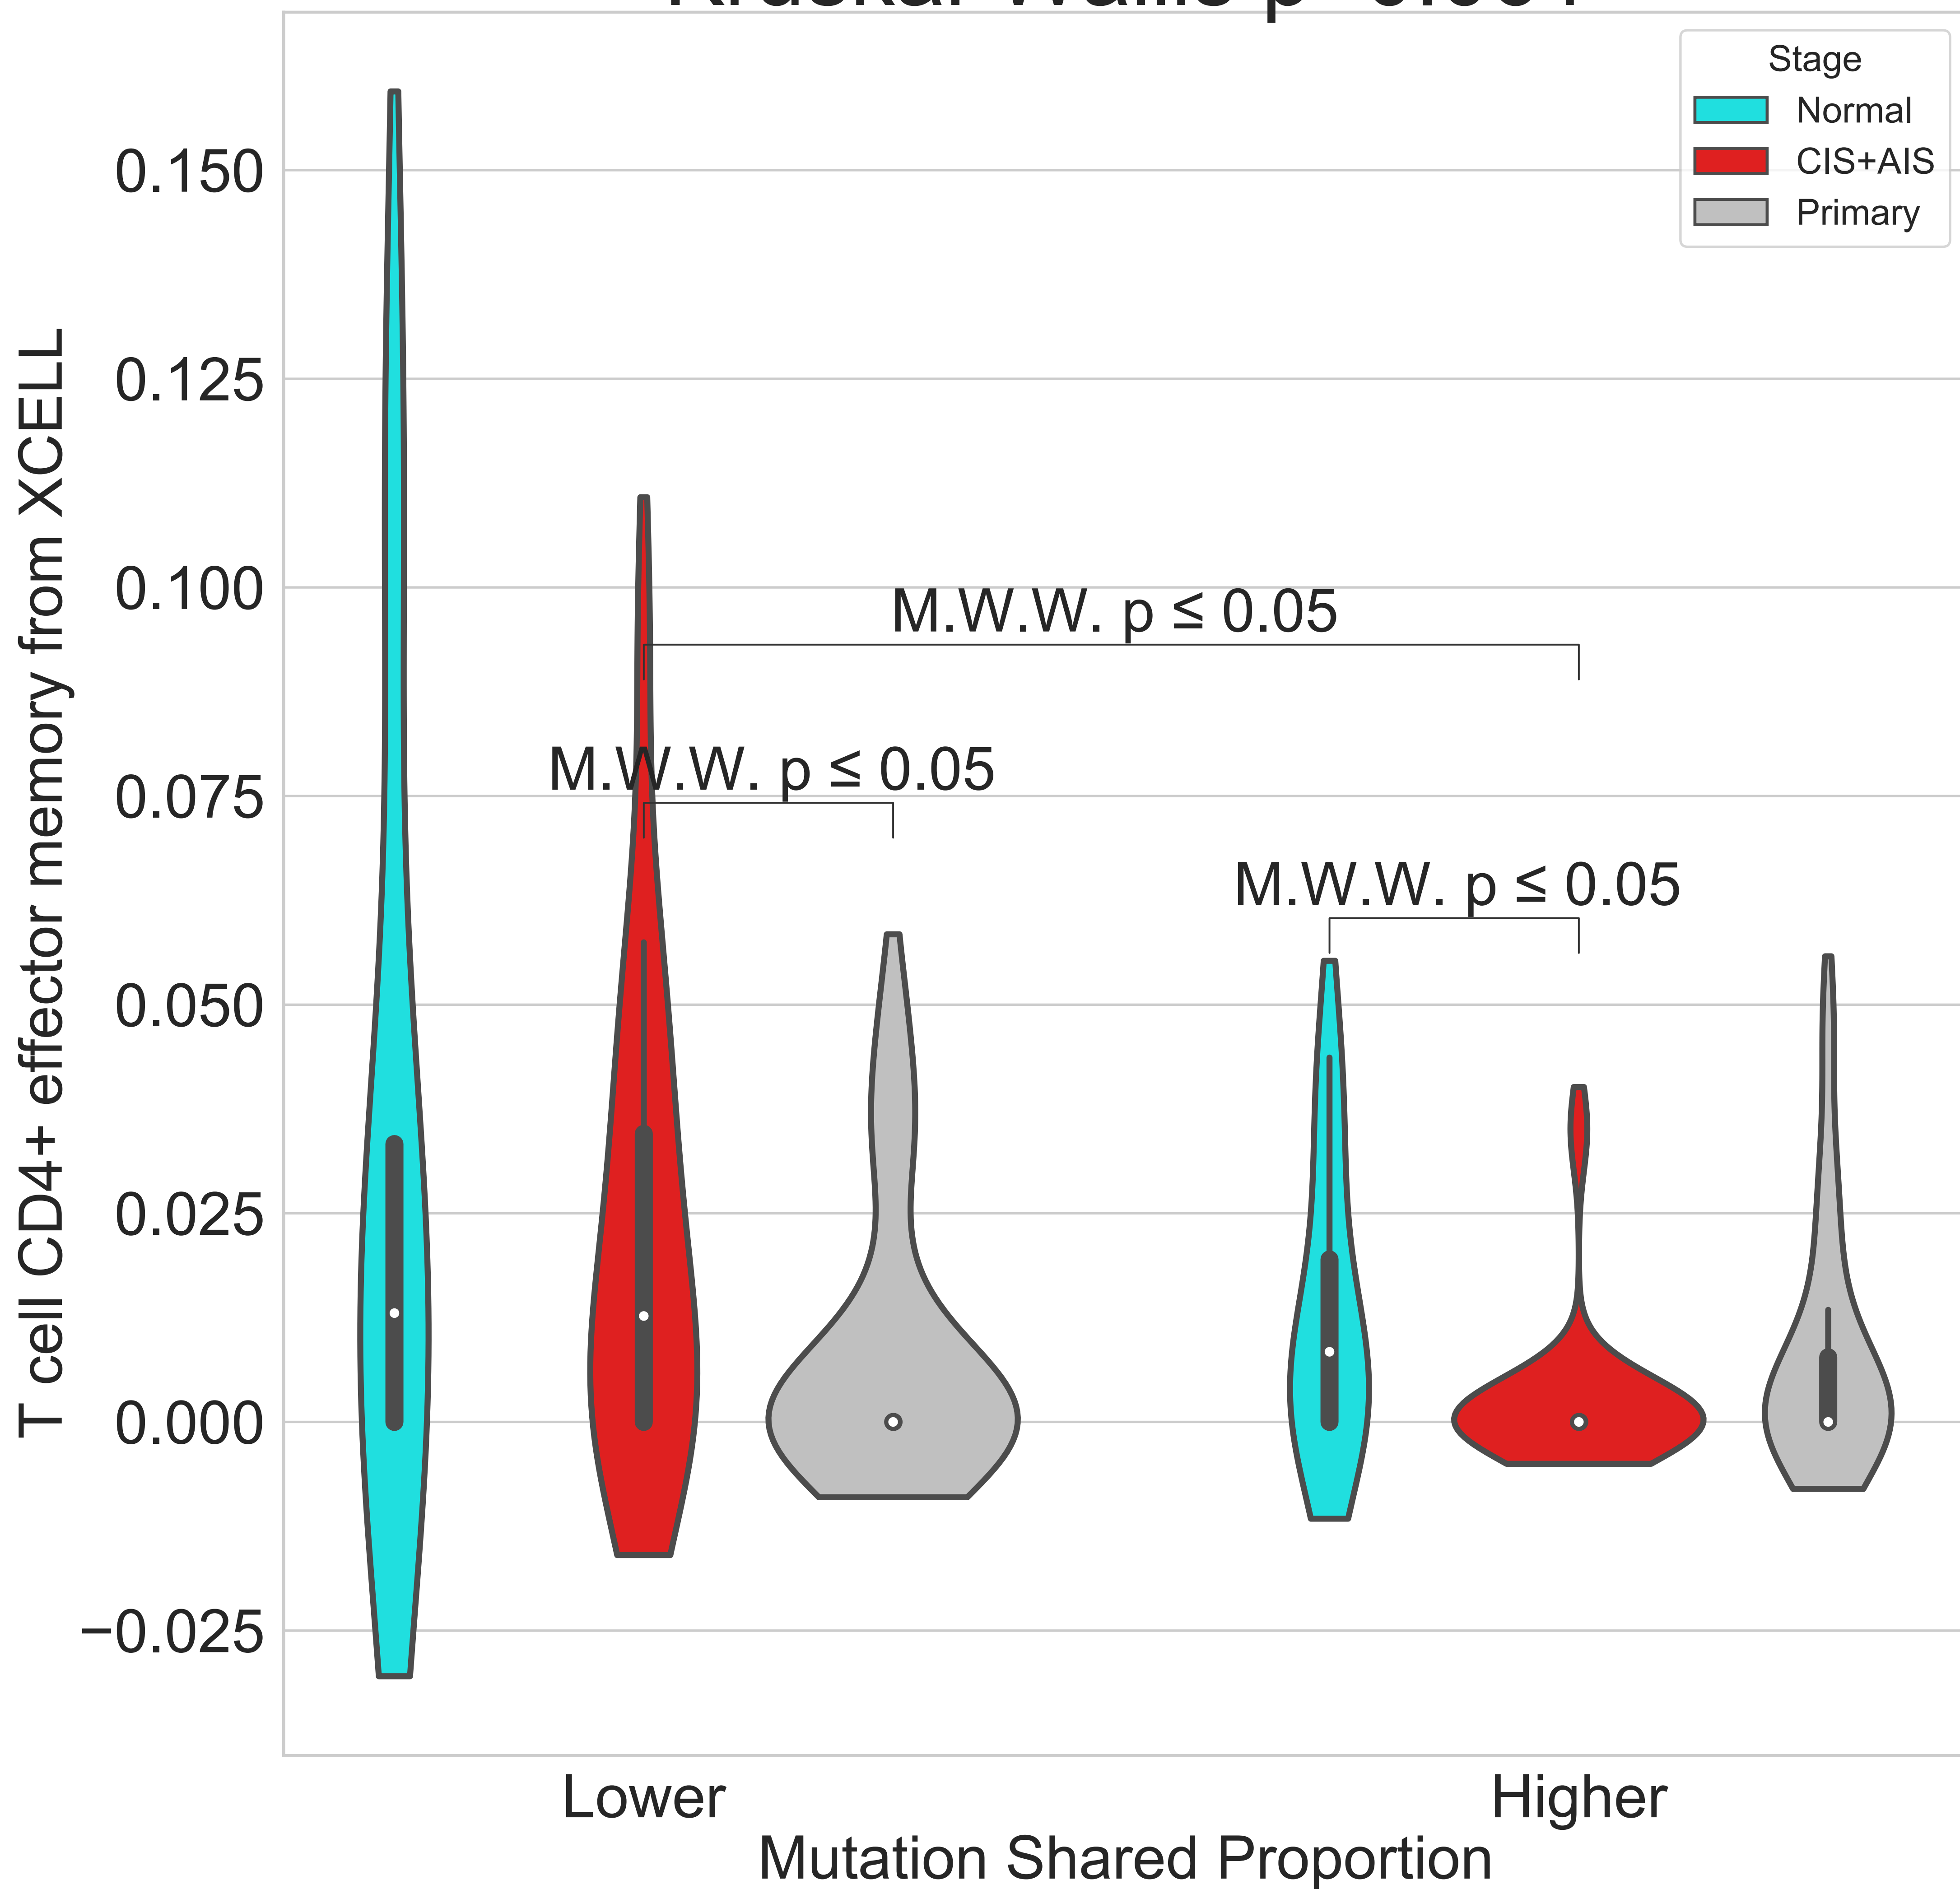 Stage
Normal
CIS+AIS
Primary
T cell CD4+ effector memory from XCELL
0.150
0.125
0.100
0.075
0.050
0.025
0.000
−0.025
M.W.W. p ≤ 0.05
M.W.W. p ≤ 0.05
M.W.W. p ≤ 0.05
Lower
Higher
Mutation Shared Proportion